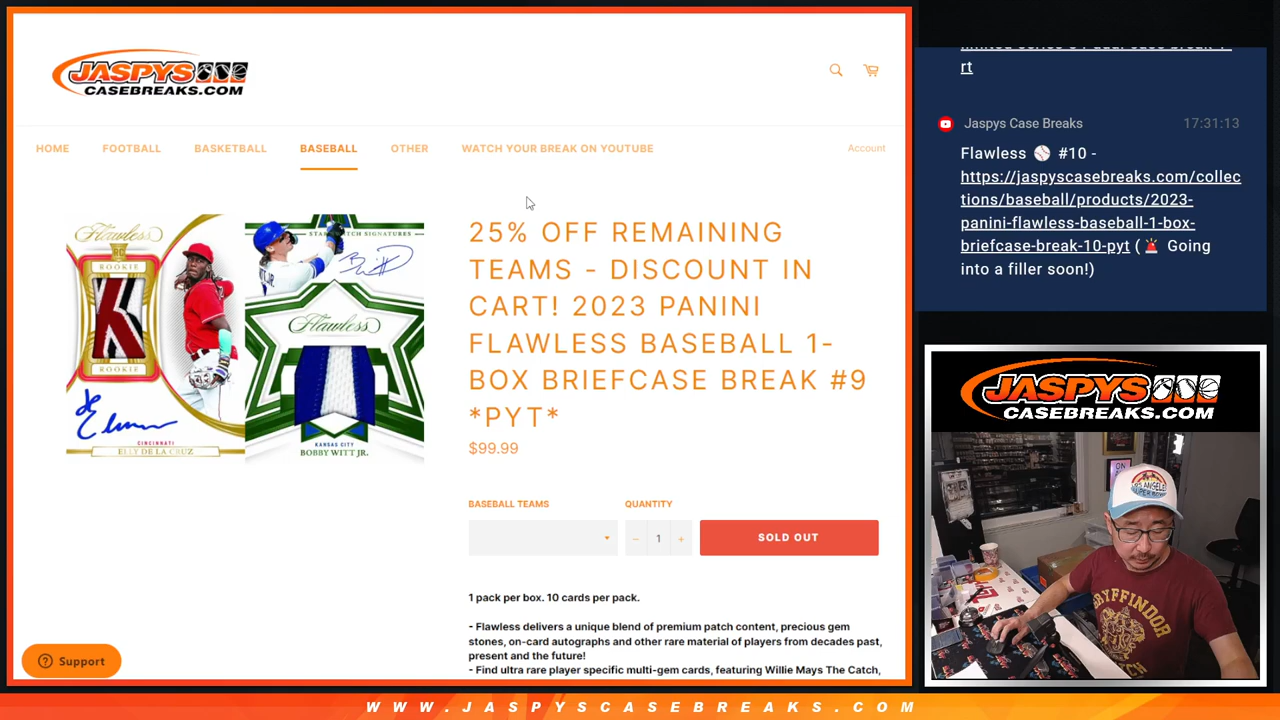 JASPYS
CASEBREAKS.COM
HOME FOOTBALL BASKETBALL BASEBALL OTHER WATCH YOUR BREAK ON YOUTUBE Account
Flawless
ROOKIE
ROOKIE
CINCINNATI
ELLY DE LA CRUZ
Flawless
KANSAS CITY
BOBBY WITT JR.
25% OFF REMAINING
TEAMS - DISCOUNT IN
CART! 2023 PANINI
FLAWLESS BASEBALL 1-
BOX BRIEFCASE BREAK #9
*PYT*
$99.99
BASEBALL TEAMS QUANTITY
− 1 + SOLD OUT
1 pack per box. 10 cards per pack.
- Flawless delivers a unique blend of premium patch content, precious gem
stones, on-card autographs and other rare material of players from decades past,
present and the future!
- Find ultra rare player specific multi-gem cards, featuring Willie Mays The Catch,
Support
rt
Jaspys Case Breaks 17:31:13
Flawless ⚾ #10 -
https://jaspyscasebreaks.com/collec
tions/baseball/products/2023-
panini-flawless-baseball-1-box-
briefcase-break-10-pyt ( 🚨 Going
into a filler soon!)
JASPYS
CASEBREAKS.COM
GRYFFINDOR
WWW.JASPYSCASEBREAKS.COM